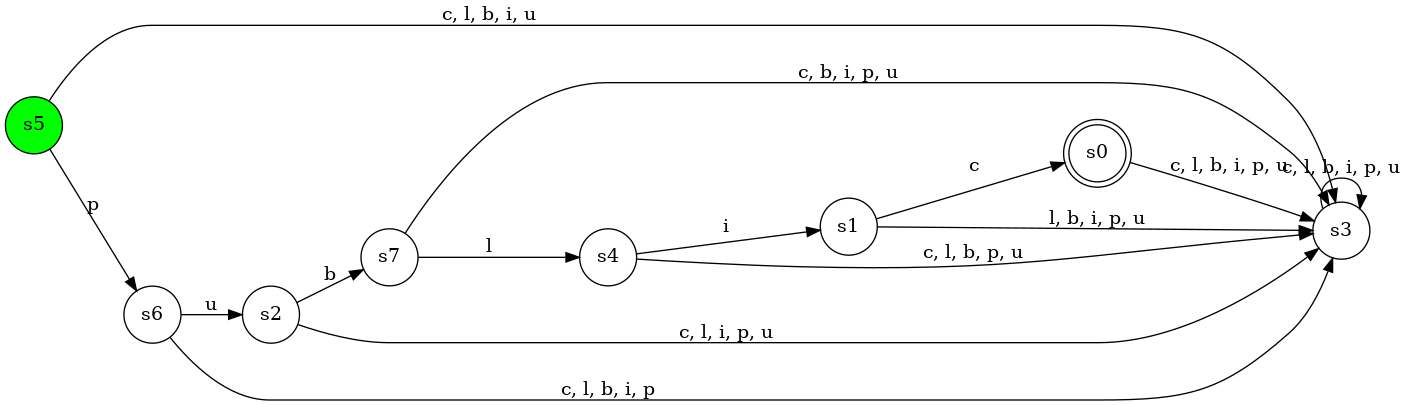 c, l, b, i, u
c, b, i, p, u
s5
s0
c
c, l, b, i, p, u
c, l, b, i, p, u
p
l, b, i, p, u
i
s1
s3
b
s7
l
s4
c, l, b, p, u
s6
u
s2
c, l, i, p, u
c, l, b, i, p